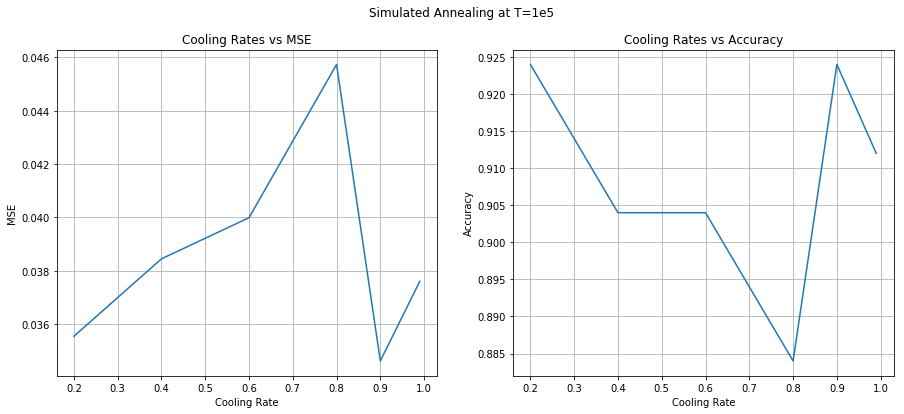 Simulated Annealing at T=1e5
Cooling Rates vs MSE
0.046
0.044
0.042
0.040
0.038
0.036
MSE
0.2 0.3 0.4 0.5 0.6 0.7 0.8 0.9 1.0
Cooling Rate
Cooling Rates vs Accuracy
0.925
0.920
0.915
0.910
0.905
0.900
0.895
0.890
0.885
Accuracy
0.2 0.3 0.4 0.5 0.6 0.7 0.8 0.9 1.0
Cooling Rate